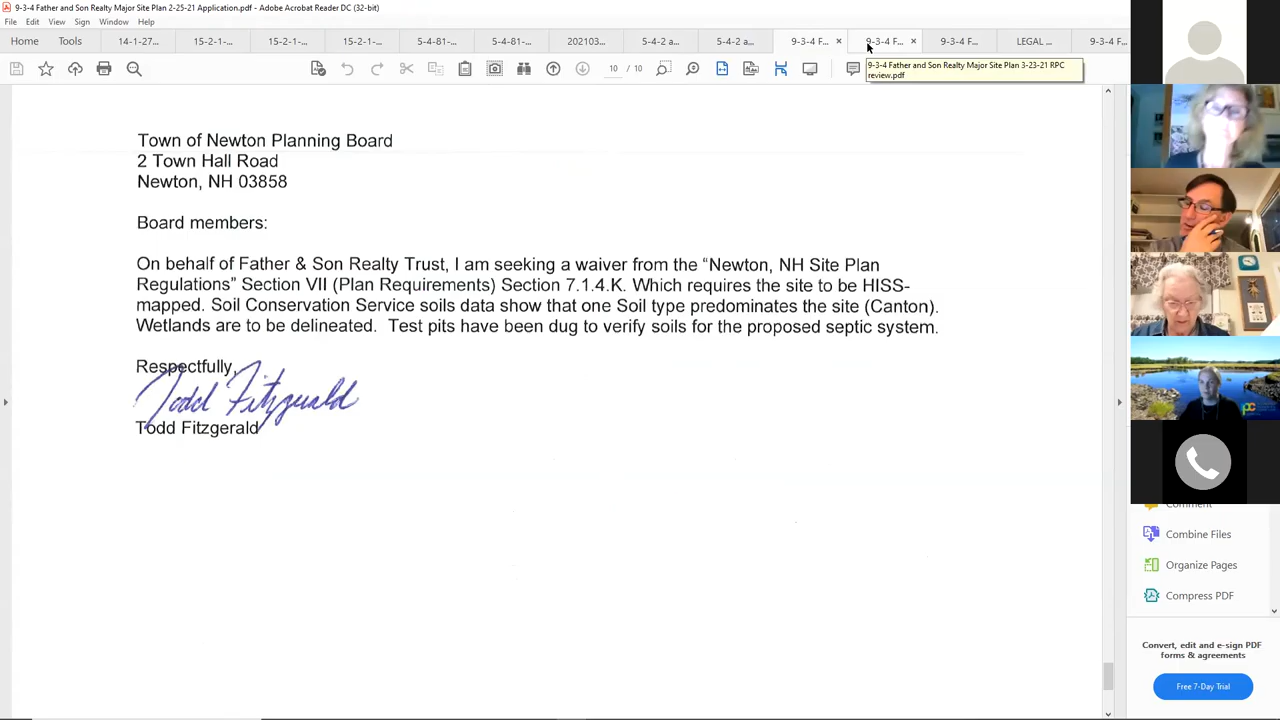 9-3-4 Father and Son Realty Major Site Plan 2-25-21 Application.pdf - Adobe Acrobat Reader DC (32-bit)
File Edit View Sign Window Help
Home Tools 14-1-27... 15-2-1-... 15-2-1-... 15-2-1-... 5-4-81-... 5-4-81-... 202103... 5-4-2 a... 5-4-2 a... 9-3-4 F... × 9-3-4 F... × 9-3-4 F... LEGAL ... 9-3-4 F...
10 / 10
9-3-4 Father and Son Realty Major Site Plan 3-23-21 RPC
review.pdf
Town of Newton Planning Board
2 Town Hall Road
Newton, NH 03858
Board members:
On behalf of Father & Son Realty Trust, I am seeking a waiver from the “Newton, NH Site Plan
Regulations” Section VII (Plan Requirements) Section 7.1.4.K. Which requires the site to be HISS-
mapped. Soil Conservation Service soils data show that one Soil type predominates the site (Canton).
Wetlands are to be delineated. Test pits have been dug to verify soils for the proposed septic system.
Respectfully,
Todd Fitzgerald
Todd Fitzgerald
Comment
Combine Files
Organize Pages
Compress PDF
Convert, edit and e-sign PDF
forms & agreements
Free 7-Day Trial